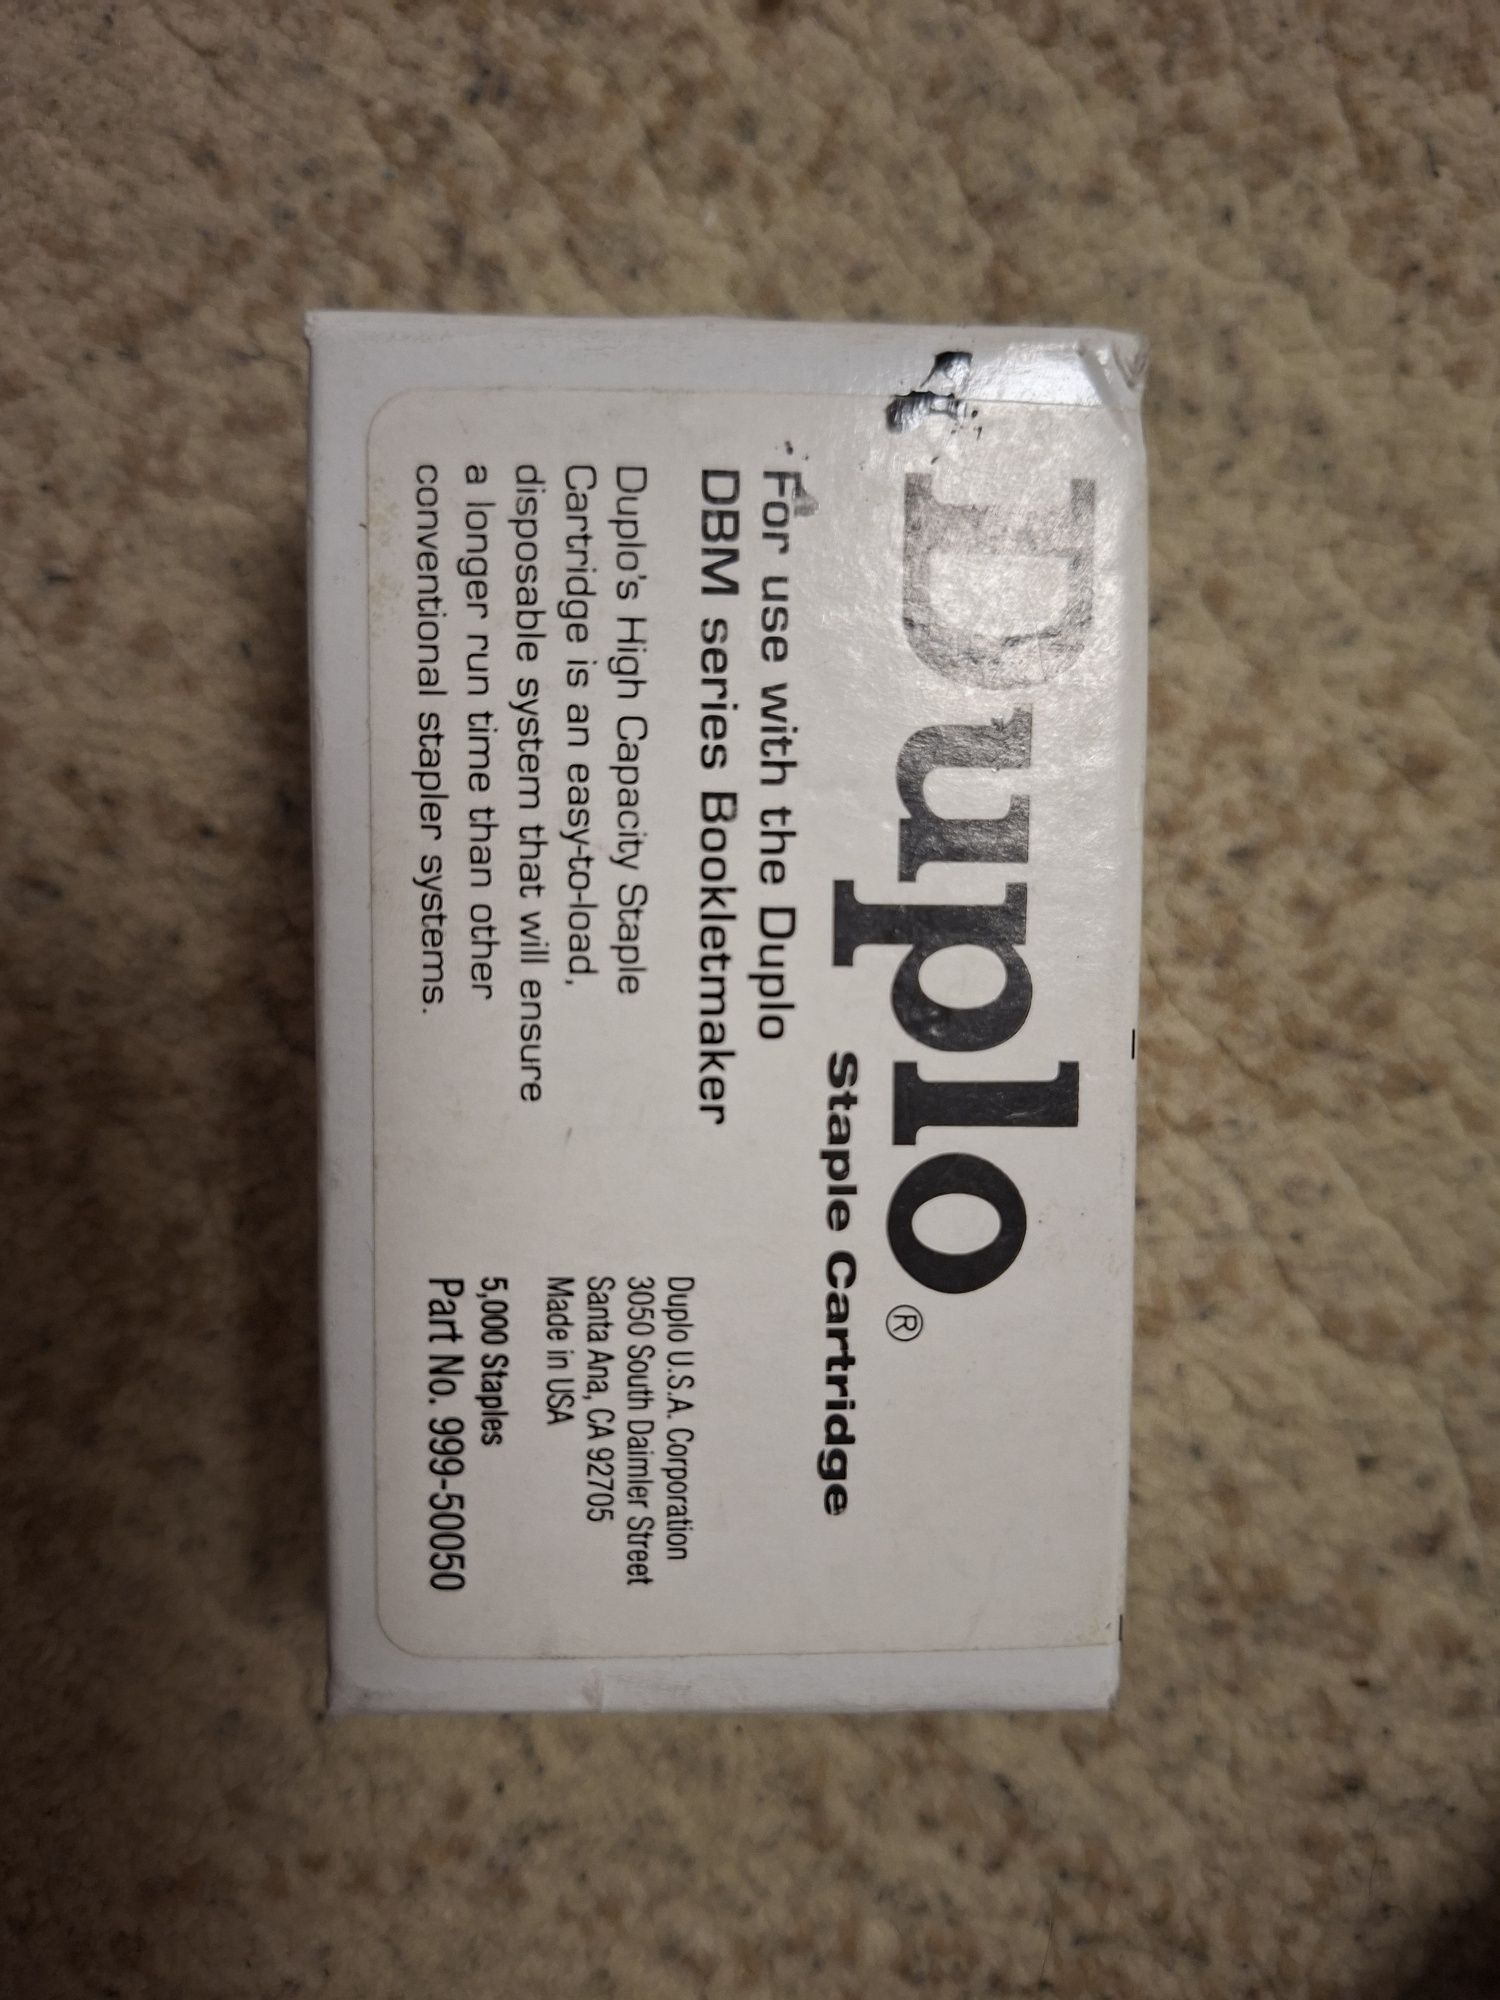 Duplo®
Staple Cartridge
For use with the Duplo
DBM series Bookletmaker
Duplo's High Capacity Staple
Cartridge is an easy-to-load,
disposable system that will ensure
a longer run time than other
conventional stapler systems.
Duplo U.S.A. Corporation
3050 South Daimler Street
Santa Ana, CA 92705
Made in USA
5,000 Staples
Part No. 999-50050